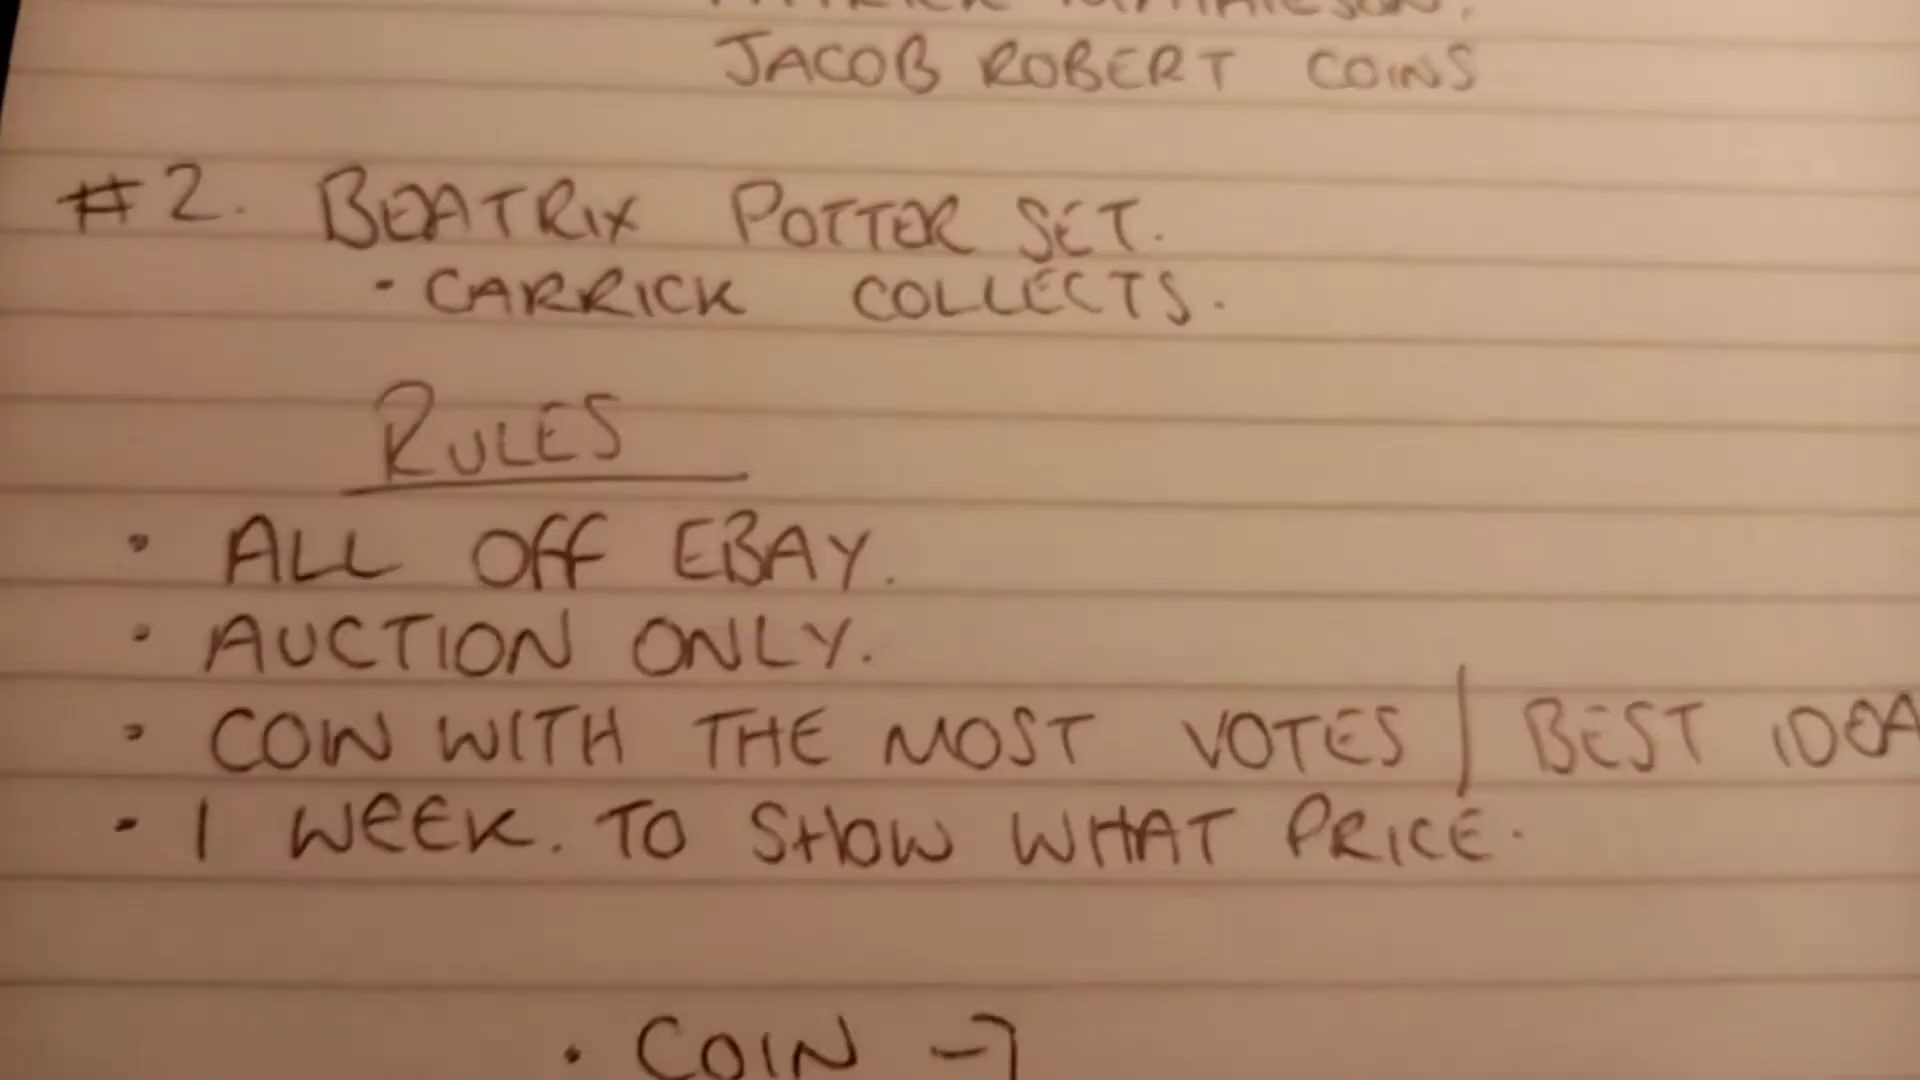 JACOB ROBERT COINS
#2. BEATRIX POTTER SET.
· CARRICK COLLECTS.
RULES
· ALL OFF EBAY.
· AUCTION ONLY.
· COIN WITH THE MOST VOTES / BEST IDEA
· 1 WEEK. TO SHOW WHAT PRICE.
· COIN →